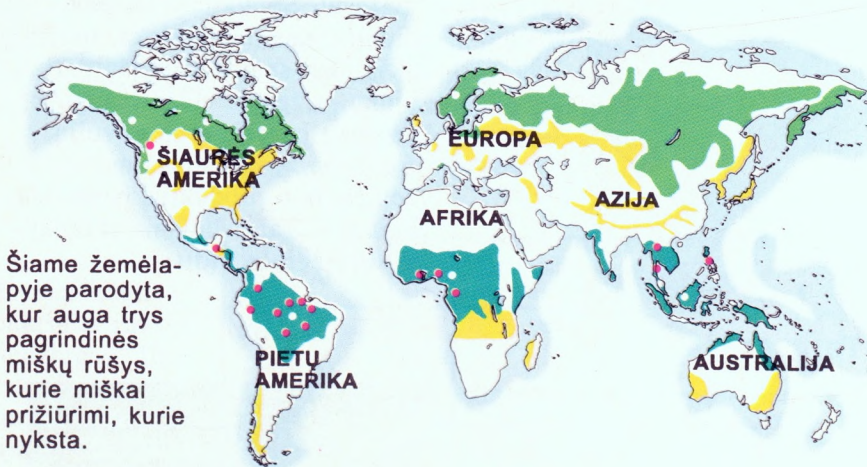 ŠIAURĖS
AMERIKA
EUROPA
AZIJA
AFRIKA
Šiame žemėla-
pyje parodyta,
kur auga trys
pagrindinės
miškų rūšys,
kurie miškai
prižiūrimi, kurie
nyksta.
PIETU
AMERIKA
AUSTRALIJA